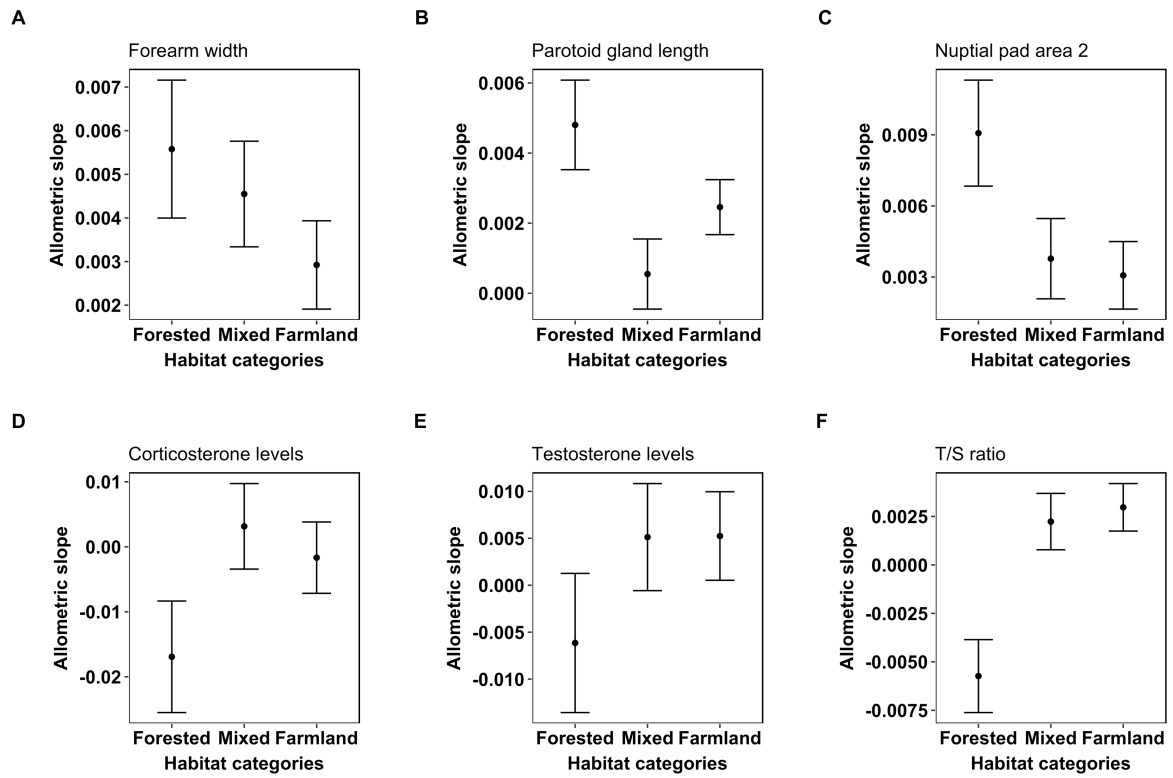 A
Forearm width
0.007
0.006
0.005
0.004
0.003
0.002
Allometric slope
Forested Mixed Farmland
Habitat categories
B
Parotoid gland length
0.006
0.004
0.002
0.000
Allometric slope
Forested Mixed Farmland
Habitat categories
C
Nuptial pad area 2
0.009
0.006
0.003
Allometric slope
Forested Mixed Farmland
Habitat categories
D
Corticosterone levels
0.01
0.00
-0.01
-0.02
Allometric slope
Forested Mixed Farmland
Habitat categories
E
Testosterone levels
0.010
0.005
0.000
-0.005
-0.010
Allometric slope
Forested Mixed Farmland
Habitat categories
F
T/S ratio
0.0025
0.0000
-0.0025
-0.0050
-0.0075
Allometric slope
Forested Mixed Farmland
Habitat categories